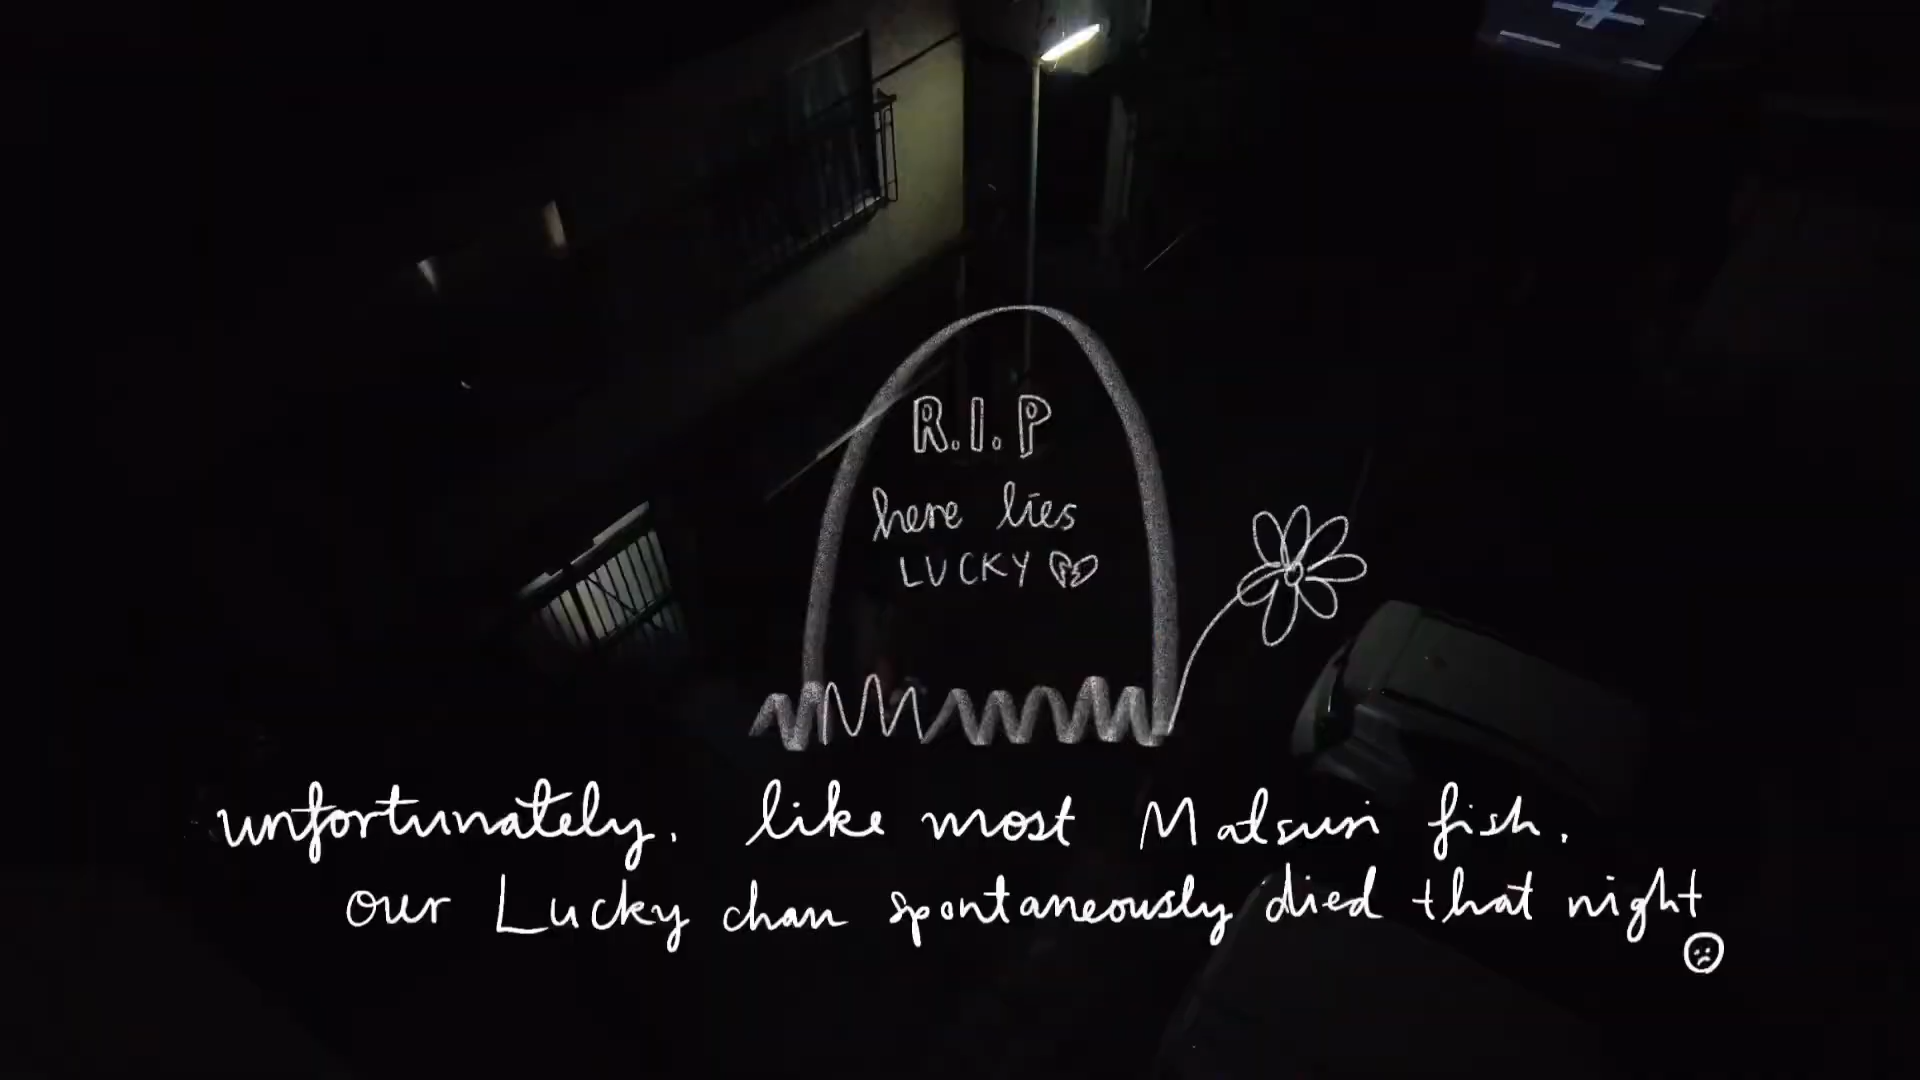 R.I.P
here lies
LUCKY
unfortunately, like most Matsuri fish,
our Lucky chan spontaneously died that night